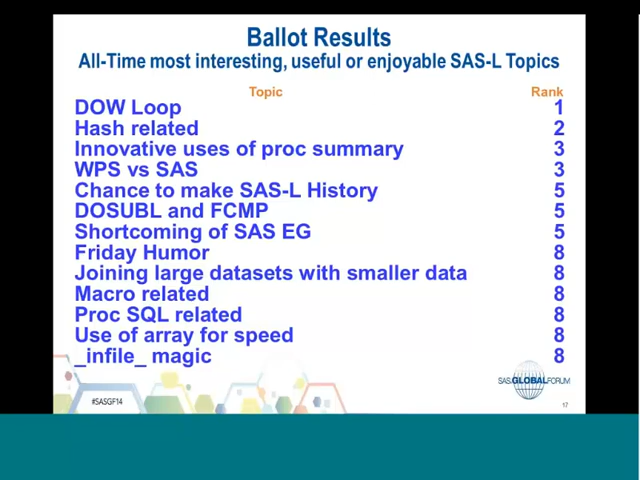 Ballot Results
All-Time most interesting, useful or enjoyable SAS-L Topics
Topic Rank
DOW Loop 1
Hash related 2
Innovative uses of proc summary 3
WPS vs SAS 3
Chance to make SAS-L History 5
DOSUBL and FCMP 5
Shortcoming of SAS EG 5
Friday Humor 8
Joining large datasets with smaller data 8
Macro related 8
Proc SQL related 8
Use of array for speed 8
_infile_ magic 8
SAS GLOBAL FORUM
#SASGF14
17